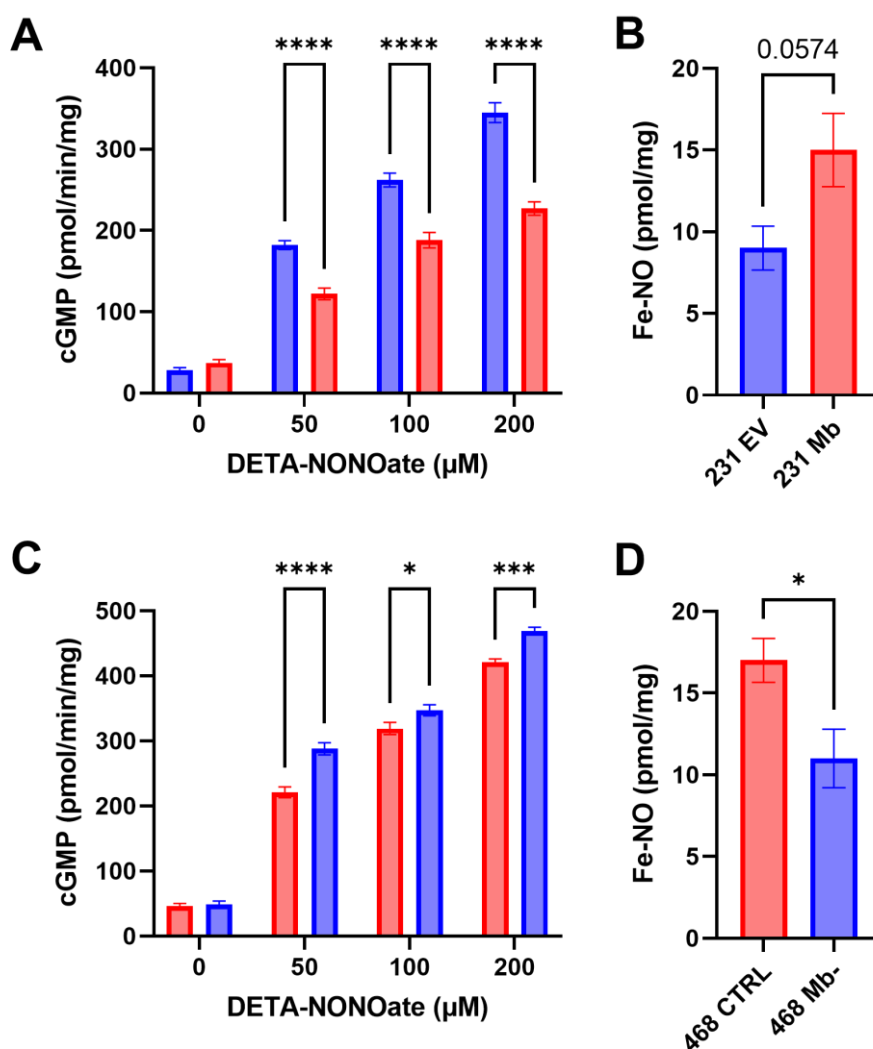 A
**** **** ****
400
300
200
100
0
cGMP (pmol/min/mg)
0 50 100 200
DETA-NONOate (µM)
B
0.0574
20
15
10
5
0
Fe-NO (pmol/mg)
231 EV
231 Mb
C
**** * ***
500
400
300
200
100
0
cGMP (pmol/min/mg)
0 50 100 200
DETA-NONOate (µM)
D
*
20
15
10
5
0
Fe-NO (pmol/mg)
468 CTRL
468 Mb-